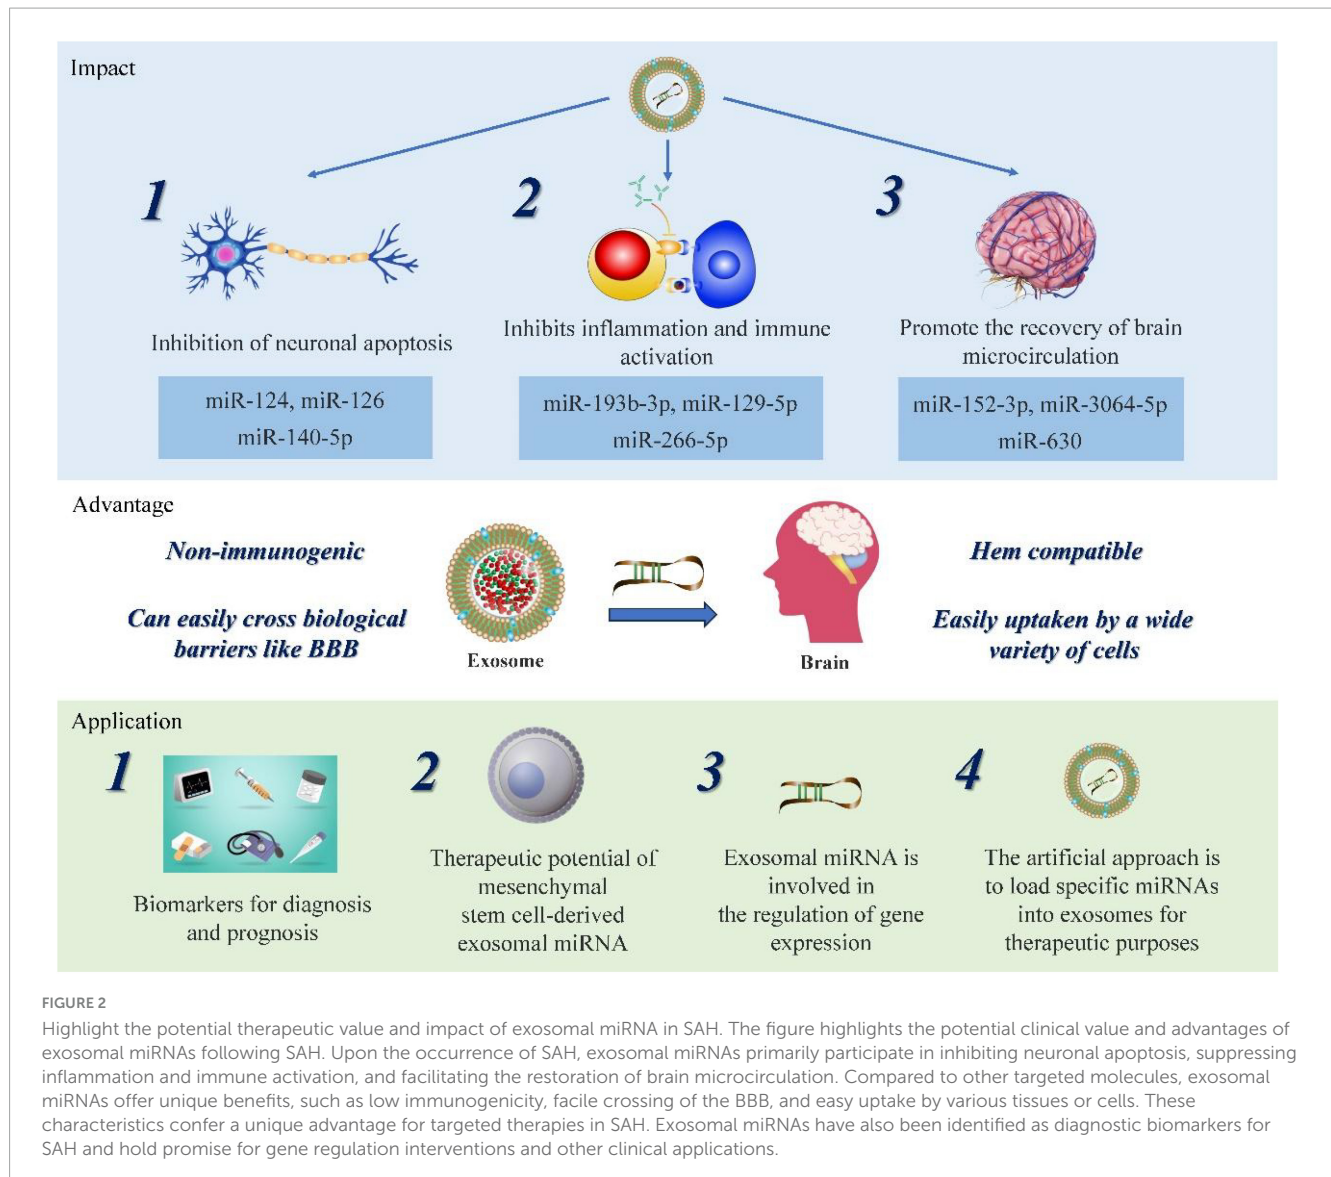 Impact
1
2
3
Inhibition of neuronal apoptosis
miR-124, miR-126
miR-140-5p
Inhibits inflammation and immune
activation
miR-193b-3p, miR-129-5p
miR-266-5p
Promote the recovery of brain
microcirculation
miR-152-3p, miR-3064-5p
miR-630
Advantage
Non-immunogenic
Can easily cross biological
barriers like BBB
Exosome
Brain
Hem compatible
Easily uptaken by a wide
variety of cells
Application
1
Biomarkers for diagnosis
and prognosis
2
Therapeutic potential of
mesenchymal
stem cell-derived
exosomal miRNA
3
Exosomal miRNA is
involved in
the regulation of gene
expression
4
The artificial approach is
to load specific miRNAs
into exosomes for
therapeutic purposes
FIGURE 2
Highlight the potential therapeutic value and impact of exosomal miRNA in SAH. The figure highlights the potential clinical value and advantages of
exosomal miRNAs following SAH. Upon the occurrence of SAH, exosomal miRNAs primarily participate in inhibiting neuronal apoptosis, suppressing
inflammation and immune activation, and facilitating the restoration of brain microcirculation. Compared to other targeted molecules, exosomal
miRNAs offer unique benefits, such as low immunogenicity, facile crossing of the BBB, and easy uptake by various tissues or cells. These
characteristics confer a unique advantage for targeted therapies in SAH. Exosomal miRNAs have also been identified as diagnostic biomarkers for
SAH and hold promise for gene regulation interventions and other clinical applications.